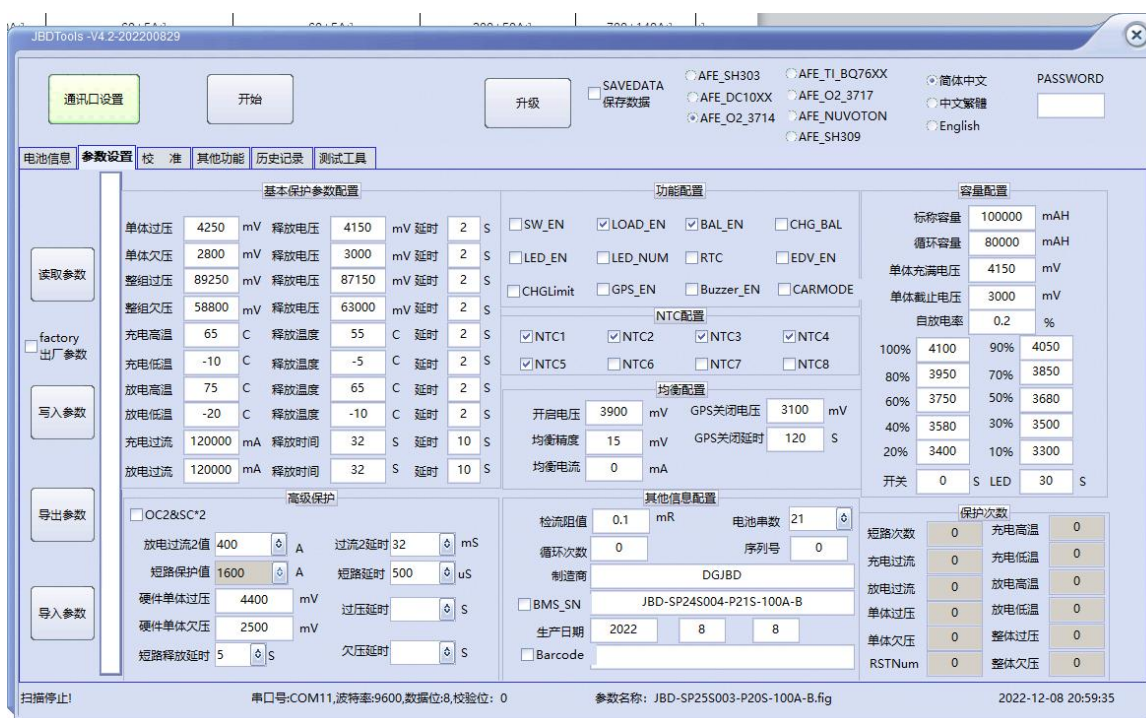 JBDTools -V4.2-202200829
通讯口设置
开始
升级
SAVEDATA
保存数据
AFE_SH303 AFE_TI_BQ76XX
AFE_DC10XX AFE_O2_3717
AFE_O2_3714 AFE_NUVOTON
AFE_SH309
简体中文
中文繁體
English
PASSWORD
电池信息 参数设置 校 准 其他功能 历史记录 测试工具
读取参数
factory
出厂参数
写入参数
导出参数
导入参数
基本保护参数配置
单体过压 4250 mV 释放电压 4150 mV 延时 2 S
单体欠压 2800 mV 释放电压 3000 mV 延时 2 S
整组过压 89250 mV 释放电压 87150 mV 延时 2 S
整组欠压 58800 mV 释放电压 63000 mV 延时 2 S
充电高温 65 C 释放温度 55 C 延时 2 S
充电低温 -10 C 释放温度 -5 C 延时 2 S
放电高温 75 C 释放温度 65 C 延时 2 S
放电低温 -20 C 释放温度 -10 C 延时 2 S
充电过流 120000 mA 释放时间 32 S 延时 10 S
放电过流 120000 mA 释放时间 32 S 延时 10 S
高级保护
OC2&SC*2
放电过流2值 400 A 过流2延时 32 mS
短路保护值 1600 A 短路延时 500 uS
硬件单体过压 4400 mV
过压延时 S
硬件单体欠压 2500 mV
短路释放延时 5 S 欠压延时 S
功能配置
SW_EN LOAD_EN BAL_EN CHG_BAL
LED_EN LED_NUM RTC EDV_EN
CHGLimit GPS_EN Buzzer_EN CARMODE
NTC配置
NTC1 NTC2 NTC3 NTC4
NTC5 NTC6 NTC7 NTC8
均衡配置
开启电压 3900 mV GPS关闭电压 3100 mV
均衡精度 15 mV GPS关闭延时 120 S
均衡电流 0 mA
其他信息配置
检流阻值 0.1 mR 电池串数 21
循环次数 0 序列号 0
制造商 DGJBD
BMS_SN JBD-SP24S004-P21S-100A-B
生产日期 2022 8 8
Barcode
容量配置
标称容量 100000 mAH
循环容量 80000 mAH
单体充满电压 4150 mV
单体截止电压 3000 mV
自放电率 0.2 %
100% 4100 90% 4050
80% 3950 70% 3850
60% 3750 50% 3680
40% 3580 30% 3500
20% 3400 10% 3300
开关 0 S LED 30 S
保护次数
短路次数 0 充电高温 0
充电过流 0 充电低温 0
放电过流 0 放电高温 0
单体过压 0 放电低温 0
单体欠压 0 整体过压 0
RSTNum 0 整体欠压 0
扫描停止! 串口号:COM11,波特率:9600,数据位:8,校验位：0 参数名称：JBD-SP25S003-P20S-100A-B.fig 2022-12-08 20:59:35